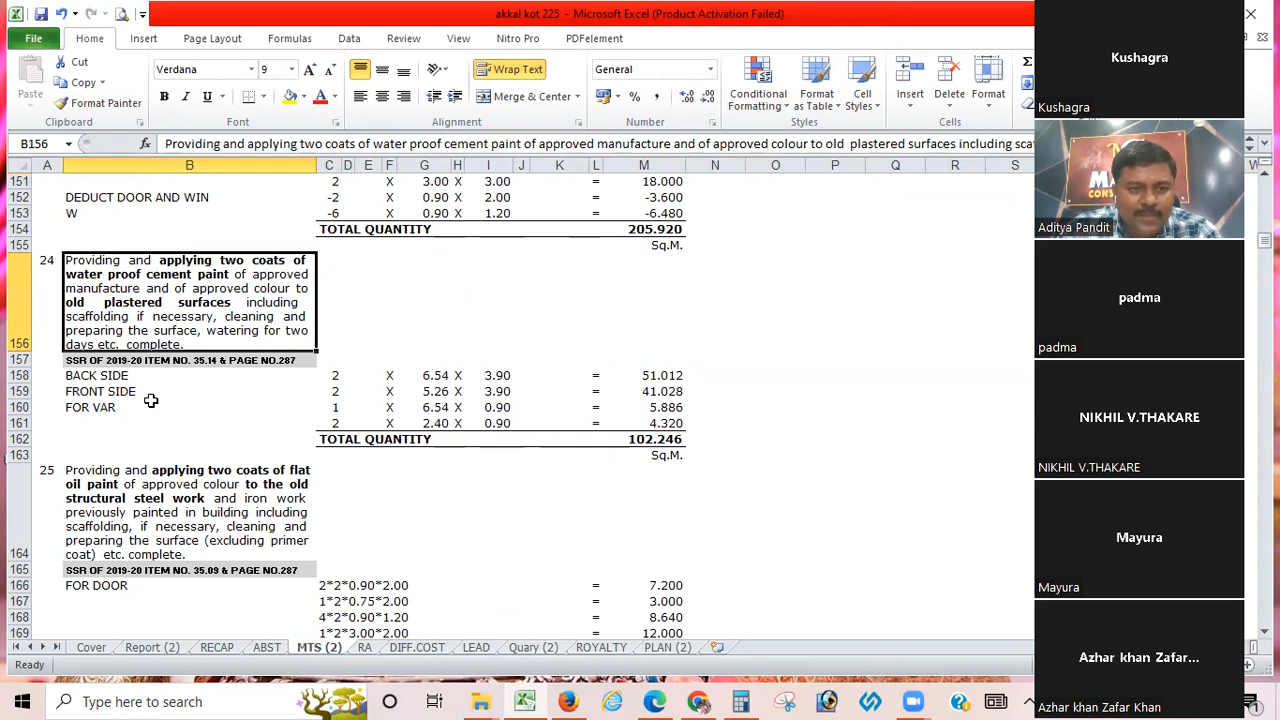 akkal kot 225 - Microsoft Excel (Product Activation Failed)
File Home Insert Page Layout Formulas Data Review View Nitro Pro PDFelement
Paste
Cut
Copy
Format Painter
Clipboard
Verdana 9
B I U
Font
Wrap Text
Merge & Center
Alignment
General
% ,
Number
Conditional Formatting
Format as Table
Cell Styles
Styles
Insert Delete Format
Cells
B156 fx Providing and applying two coats of water proof cement paint of approved manufacture and of approved colour to old plastered surfaces including
A B C D E F G H I J K L M N O P Q R S
151 2 X 3.00 X 3.00 = 18.000
152 DEDUCT DOOR AND WIN -2 X 0.90 X 2.00 = -3.600
153 W -6 X 0.90 X 1.20 = -6.480
154 TOTAL QUANTITY 205.920
155 Sq.M.
24 Providing and applying two coats of
water proof cement paint of approved
manufacture and of approved colour to
old plastered surfaces including
scaffolding if necessary, cleaning and
preparing the surface, watering for two
156 days etc. complete.
157 SSR OF 2019-20 ITEM NO. 35.14 & PAGE NO.287
158 BACK SIDE 2 X 6.54 X 3.90 = 51.012
159 FRONT SIDE 2 X 5.26 X 3.90 = 41.028
160 FOR VAR 1 X 6.54 X 0.90 = 5.886
161 2 X 2.40 X 0.90 = 4.320
162 TOTAL QUANTITY 102.246
163 Sq.M.
25 Providing and applying two coats of flat
oil paint of approved colour to the old
structural steel work and iron work
previously painted in building including
scaffolding, if necessary, cleaning and
preparing the surface (excluding primer
164 coat) etc. complete.
165 SSR OF 2019-20 ITEM NO. 35.09 & PAGE NO.287
166 FOR DOOR 2*2*0.90*2.00 = 7.200
167 1*2*0.75*2.00 = 3.000
168 4*2*0.90*1.20 = 8.640
169 1*2*3.00*2.00 = 12.000
Cover Report (2) RECAP ABST MTS (2) RA DIFF.COST LEAD Quary (2) ROYALTY PLAN (2)
Ready
Type here to search
Kushagra
Kushagra
Aditya Pandit
padma
padma
NIKHIL V.THAKARE
NIKHIL V.THAKARE
Mayura
Mayura
Azhar khan Zafar...
Azhar khan Zafar Khan